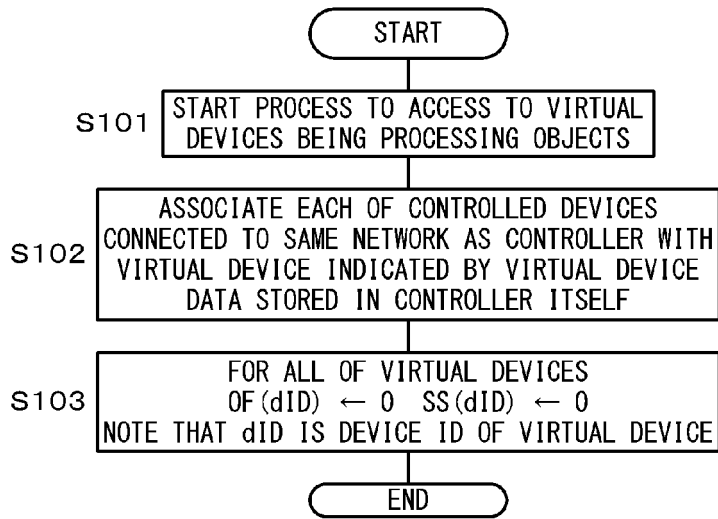 START
S101
START PROCESS TO ACCESS TO VIRTUAL
DEVICES BEING PROCESSING OBJECTS
S102
ASSOCIATE EACH OF CONTROLLED DEVICES
CONNECTED TO SAME NETWORK AS CONTROLLER WITH
VIRTUAL DEVICE INDICATED BY VIRTUAL DEVICE
DATA STORED IN CONTROLLER ITSELF
S103
FOR ALL OF VIRTUAL DEVICES
OF(dID) ← 0 SS(dID) ← 0
NOTE THAT dID IS DEVICE ID OF VIRTUAL DEVICE
END